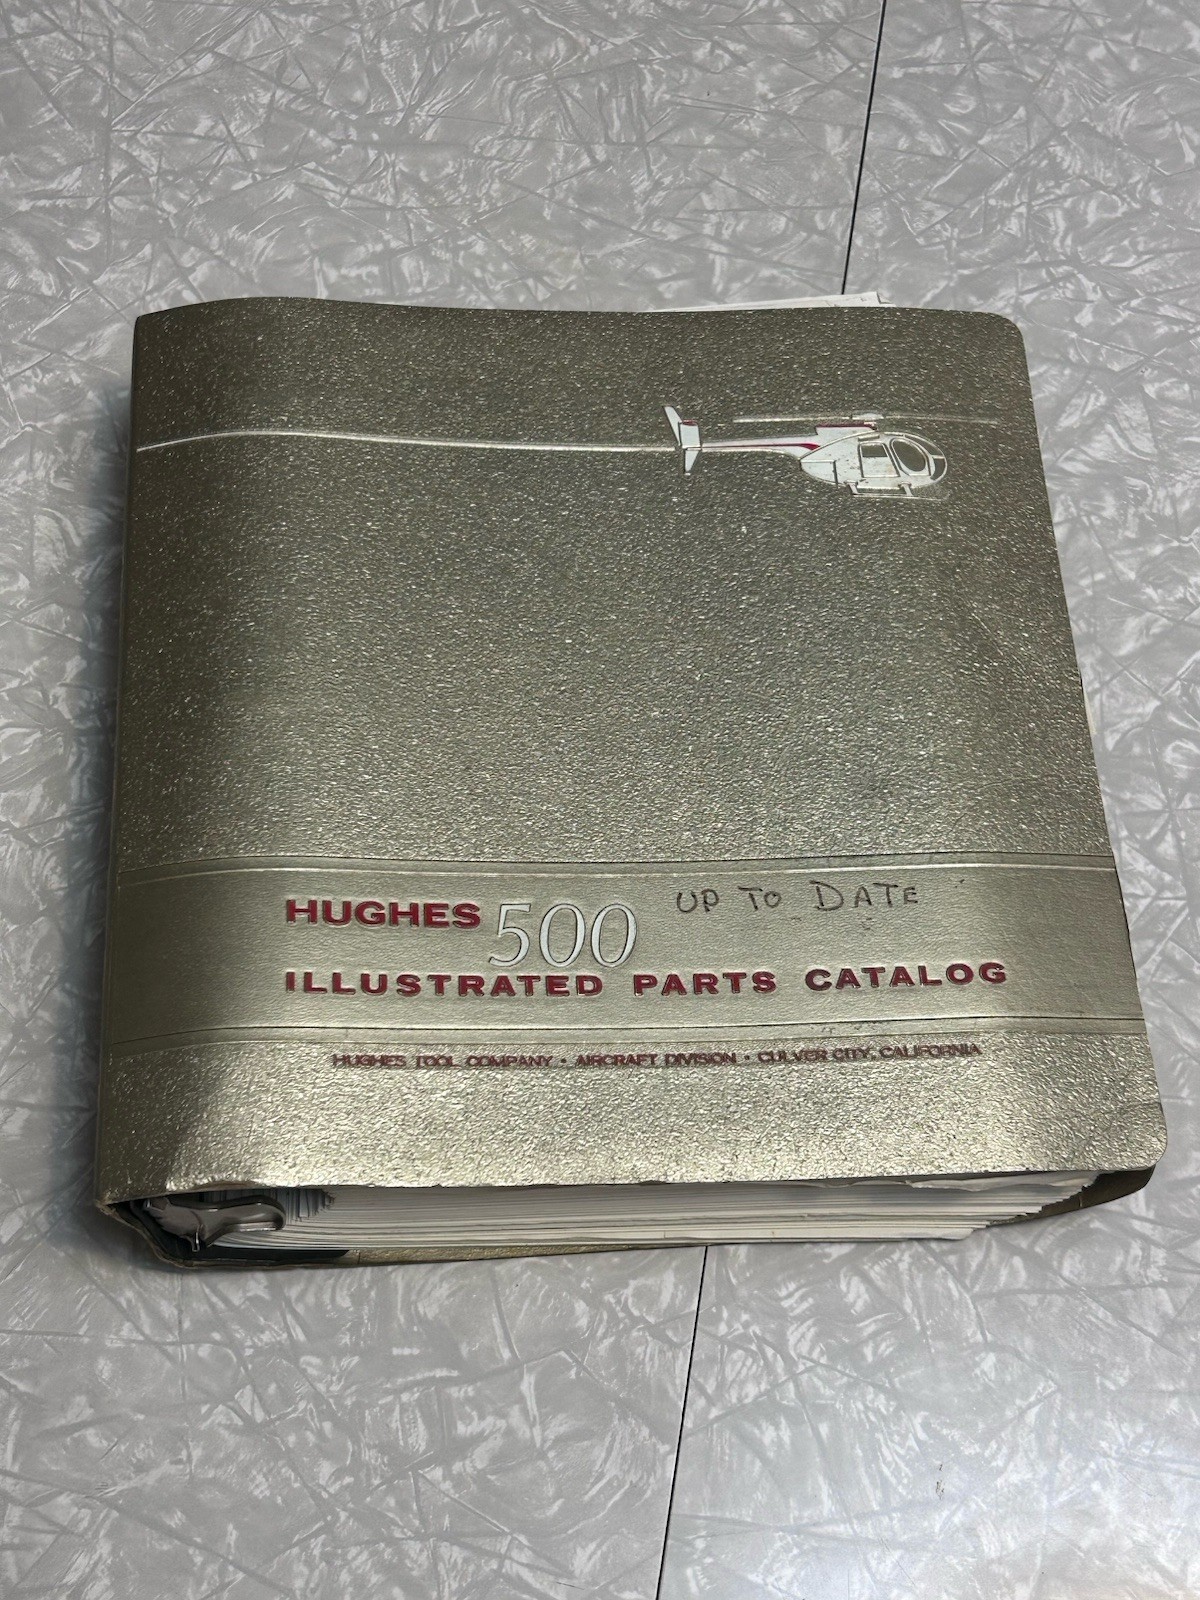 HUGHES 500 UP TO DATE
ILLUSTRATED PARTS CATALOG
HUGHES TOOL COMPANY • AIRCRAFT DIVISION • CULVER CITY, CALIFORNIA